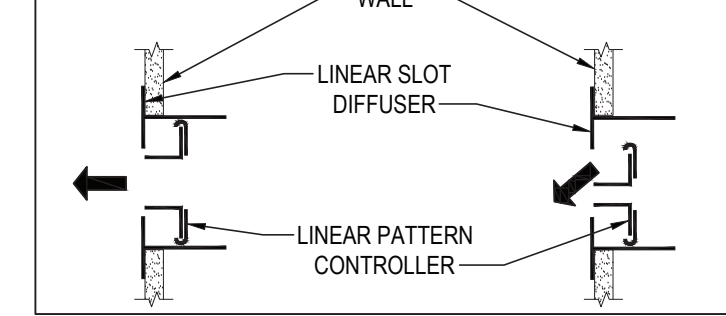 WALL
LINEAR SLOT
DIFFUSER
LINEAR PATTERN
CONTROLLER